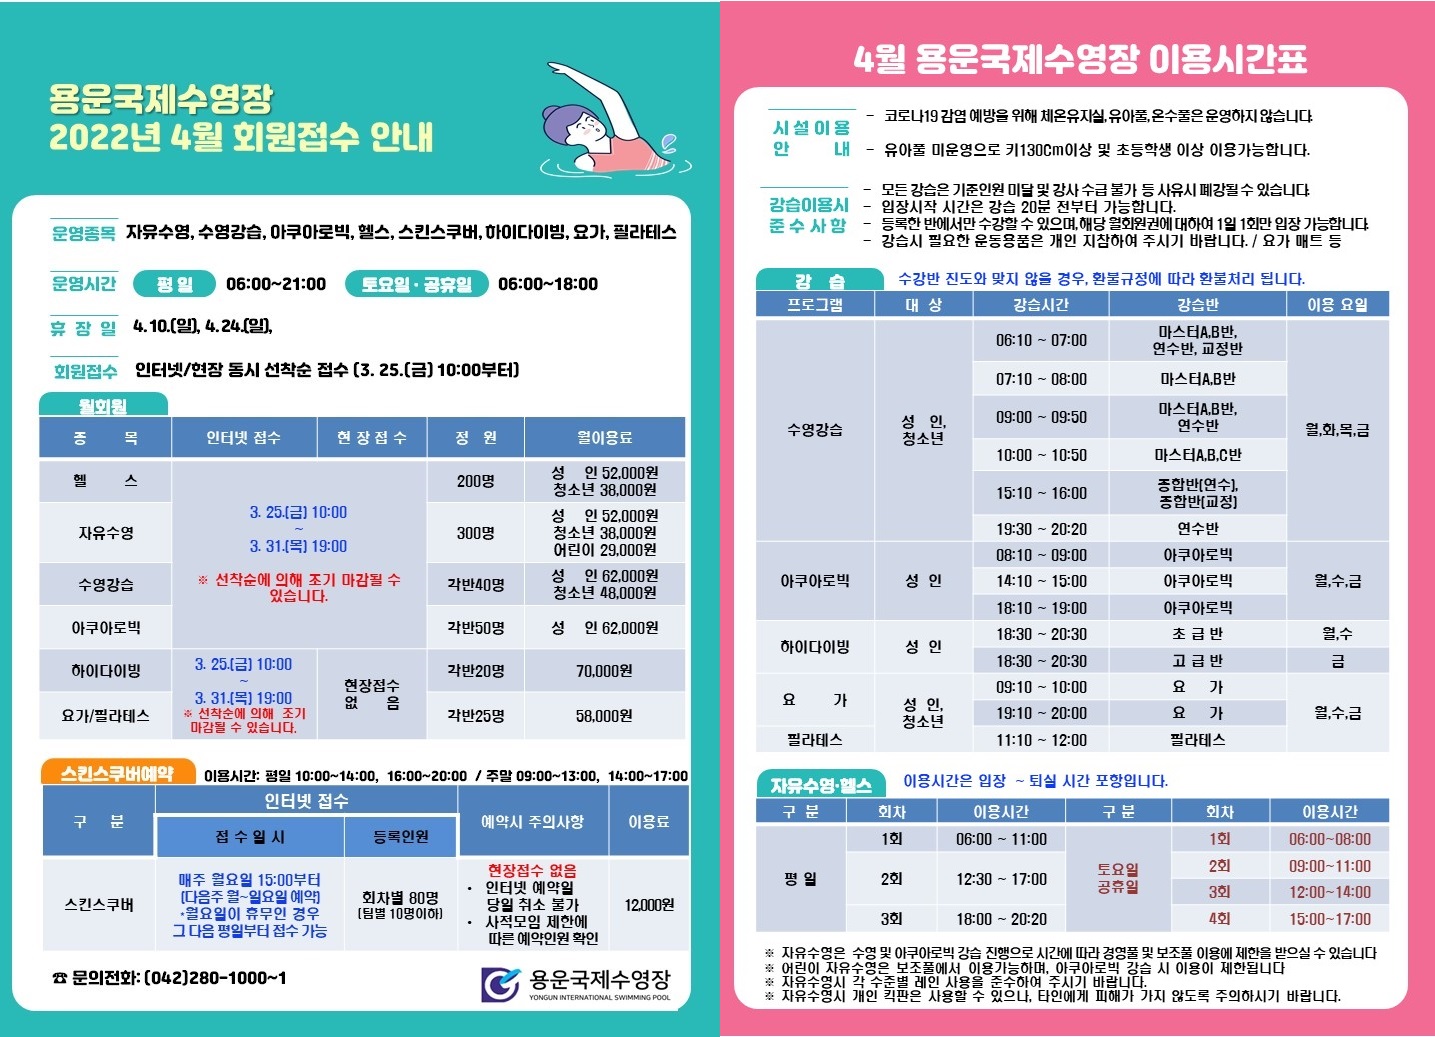 용운국제수영장
2022년 4월 회원접수 안내
운영종목 자유수영, 수영강습, 아쿠아로빅, 헬스, 스킨스쿠버, 하이다이빙, 요가, 필라테스
운영시간 평일 06:00~21:00 토요일·공휴일 06:00~18:00
휴 장 일 4. 10.(일), 4. 24.(일),
회원접수 인터넷/현장 동시 선착순 접수 (3. 25.(금) 10:00부터)
월회원
종 목 인터넷 접수 현 장 접 수 정 원 월이용료
헬 스 200명 성 인 52,000원
청소년 38,000원
3. 25.(금) 10:00
~
3. 31.(목) 19:00
※ 선착순에 의해 조기 마감될 수
있습니다.
자유수영 300명 성 인 52,000원
청소년 38,000원
어린이 29,000원
수영강습 각반40명 성 인 62,000원
청소년 48,000원
아쿠아로빅 각반50명 성 인 62,000원
하이다이빙 각반20명 70,000원
3. 25.(금) 10:00
~
3. 31.(목) 19:00
※ 선착순에 의해 조기
마감될 수 있습니다.
현장접수
없 음
요가/필라테스 각반25명 58,000원
스킨스쿠버예약 이용시간: 평일 10:00~14:00, 16:00~20:00 / 주말 09:00~13:00, 14:00~17:00
구 분 인터넷 접수 예약시 주의사항 이용료
접 수 일 시 등록인원
스킨스쿠버
매주 월요일 15:00부터
(다음주 월~일요일 예약)
*월요일이 휴무인 경우
그 다음 평일부터 접수 가능
회차별 80명
(팀별 10명이하)
현장접수 없음
• 인터넷 예약일
당일 취소 불가
• 사적모임 제한에
따른 예약인원 확인
12,000원
☎ 문의전화: (042)280-1000~1
용운국제수영장
YONGUN INTERNATIONAL SWIMMING POOL
4월 용운국제수영장 이용시간표
시 설 이 용
안 내
- 코로나19 감염 예방을 위해 체온유지실, 유아풀, 온수풀은 운영하지 않습니다.
- 유아풀 미운영으로 키130Cm이상 및 초등학생 이상 이용가능합니다.
강습이용시
준 수 사 항
- 모든 강습은 기준인원 미달 및 강사 수급 불가 등 사유시 폐강될 수 있습니다.
- 입장시작 시간은 강습 20분 전부터 가능합니다.
- 등록한 반에서만 수강할 수 있으며, 해당 월회원권에 대하여 1일 1회만 입장 가능합니다.
- 강습시 필요한 운동용품은 개인 지참하여 주시기 바랍니다. / 요가 매트 등
강 습 수강반 진도와 맞지 않을 경우, 환불규정에 따라 환불처리 됩니다.
프로그램 대 상 강습시간 강습반 이용 요일
수영강습 성 인,
청소년 월,화,목,금
06:10 ~ 07:00 마스터A,B반,
연수반, 교정반
07:10 ~ 08:00 마스터A,B반
09:00 ~ 09:50 마스터A,B반,
연수반
10:00 ~ 10:50 마스터A,B,C반
15:10 ~ 16:00 종합반(연수),
종합반(교정)
19:30 ~ 20:20 연수반
아쿠아로빅 성 인 월,수,금
08:10 ~ 09:00 아쿠아로빅
14:10 ~ 15:00 아쿠아로빅
18:10 ~ 19:00 아쿠아로빅
하이다이빙 성 인
18:30 ~ 20:30 초 급 반 월,수
18:30 ~ 20:30 고 급 반 금
요 가 성 인,
청소년 월,수,금
09:10 ~ 10:00 요 가
19:10 ~ 20:00 요 가
필라테스 11:10 ~ 12:00 필라테스
자유수영·헬스 이용시간은 입장 ~ 퇴실 시간 포함입니다.
구 분 회차 이용시간 구 분 회차 이용시간
평 일 토요일
공휴일
1회 06:00 ~ 11:00 1회 06:00~08:00
2회 12:30 ~ 17:00 2회 09:00~11:00
3회 12:00~14:00
3회 18:00 ~ 20:20 4회 15:00~17:00
※ 자유수영은 수영 및 아쿠아로빅 강습 진행으로 시간에 따라 경영풀 및 보조풀 이용에 제한을 받으실 수 있습니다
※ 어린이 자유수영은 보조풀에서 이용가능하며, 아쿠아로빅 강습 시 이용이 제한됩니다
※ 자유수영시 각 수준별 레인 사용을 준수하여 주시기 바랍니다.
※ 자유수영시 개인 킥판은 사용할 수 있으나, 타인에게 피해가 가지 않도록 주의하시기 바랍니다.